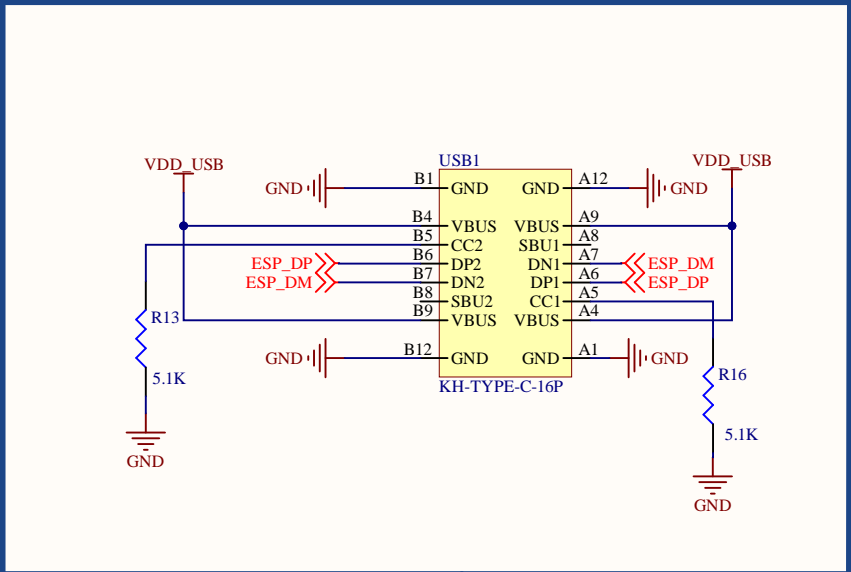 VDD_USB
USB1
VDD_USB
GND
B1
GND
GND
A12
GND
B4
VBUS
VBUS
A9
B5
CC2
SBU1
A8
ESP_DP
B6
DP2
DN1
A7
ESP_DM
ESP_DM
B7
DN2
DP1
A6
ESP_DP
B8
SBU2
CC1
A5
R13
B9
VBUS
VBUS
A4
GND
B12
GND
GND
A1
GND
5.1K
KH-TYPE-C-16P
R16
5.1K
GND
GND